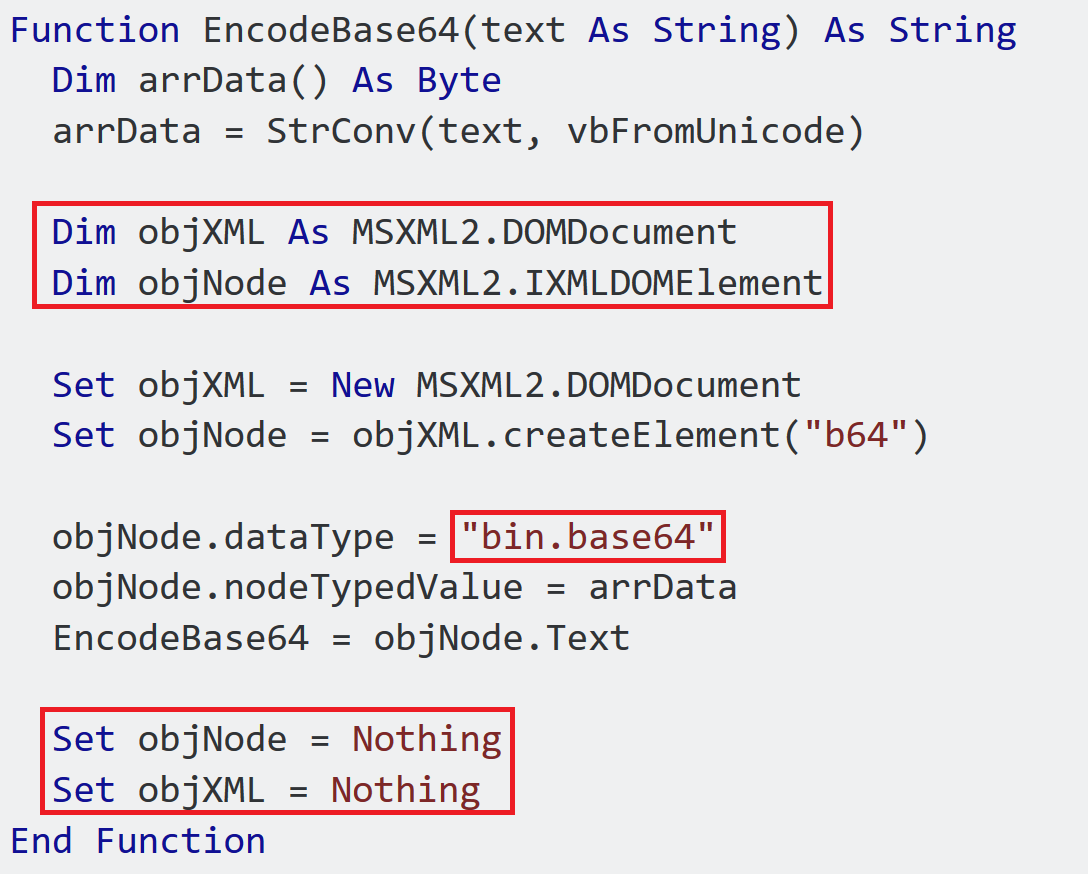 Function EncodeBase64(text As String) As String
Dim arrData() As Byte
arrData = StrConv(text, vbFromUnicode)
Dim objXML As MSXML2.DOMDocument
Dim objNode As MSXML2.IXMLDOMElement
Set objXML = New MSXML2.DOMDocument
Set objNode = objXML.createElement("b64")
objNode.dataType = "bin.base64"
objNode.nodeTypedValue = arrData
EncodeBase64 = objNode.Text
Set objNode = Nothing
Set objXML = Nothing
End Function